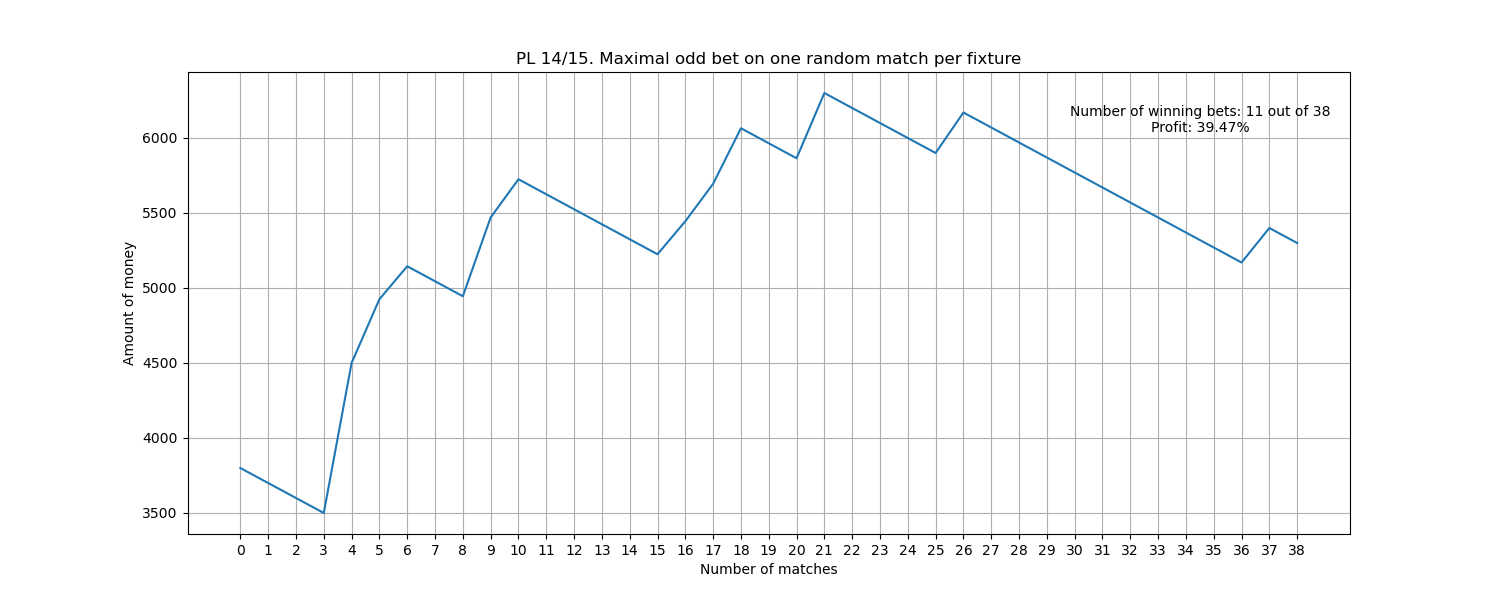 PL 14/15. Maximal odd bet on one random match per fixture
Number of winning bets: 11 out of 38
Profit: 39.47%
Amount of money
6000
5500
5000
4500
4000
3500
0 1 2 3 4 5 6 7 8 9 10 11 12 13 14 15 16 17 18 19 20 21 22 23 24 25 26 27 28 29 30 31 32 33 34 35 36 37 38
Number of matches